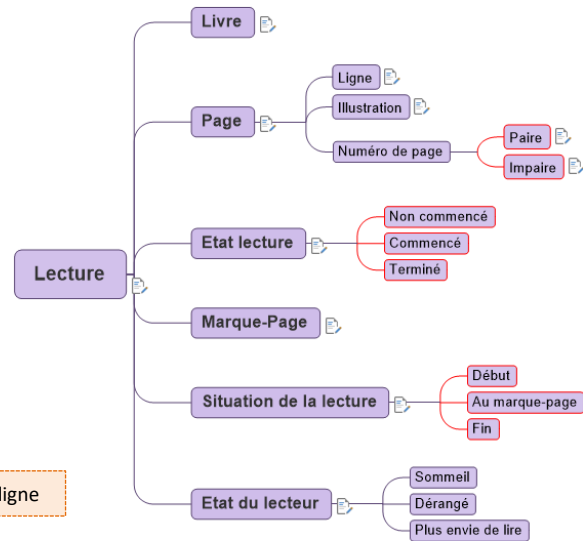 Livre
Page
Ligne
Illustration
Numéro de page
Paire
Impaire
Lecture
Etat lecture
Non commencé
Commencé
Terminé
Marque-Page
Situation de la lecture
Début
Au marque-page
Fin
ligne
Etat du lecteur
Sommeil
Dérangé
Plus envie de lire